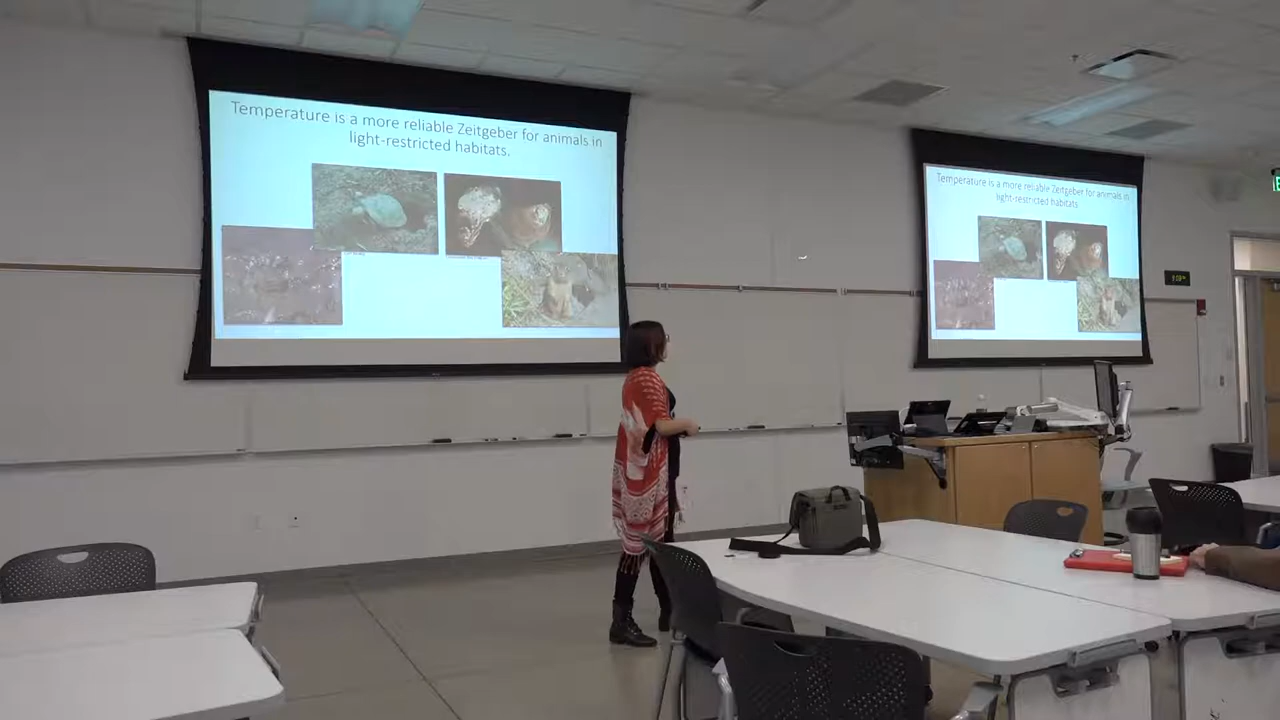 Temperature is a more reliable Zeitgeber for animals in
light-restricted habitats.
Temperature is a more reliable Zeitgeber for animals in
light-restricted habitats.